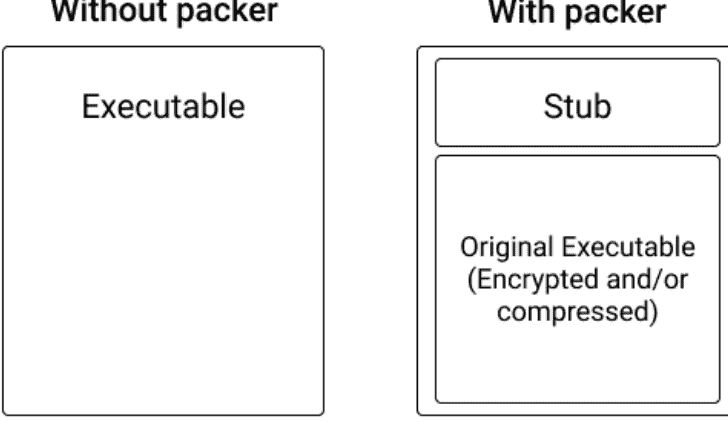 Without packer
With packer
Executable
Stub
Original Executable
(Encrypted and/or
compressed)